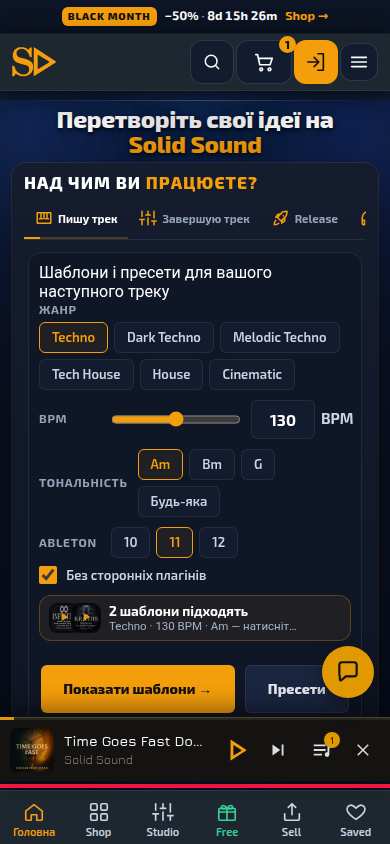 BLACK MONTH −50% · 8d 15h 26m Shop →
SD
1
Перетворіть свої ідеї на
Solid Sound
НАД ЧИМ ВИ ПРАЦЮЄТЕ?
Пишу трек Завершую трек Release
Шаблони і пресети для вашого
наступного треку
ЖАНР
Techno Dark Techno Melodic Techno
Tech House House Cinematic
BPM 130 BPM
ТОНАЛЬНІСТЬ Am Bm G
Будь-яка
ABLETON 10 11 12
Без сторонніх плагінів
2 шаблони підходять
Techno · 130 BPM · Am — натисніт...
Показати шаблони → Пресети
Time Goes Fast Do...
Solid Sound
1
Головна Shop Studio Free Sell Saved